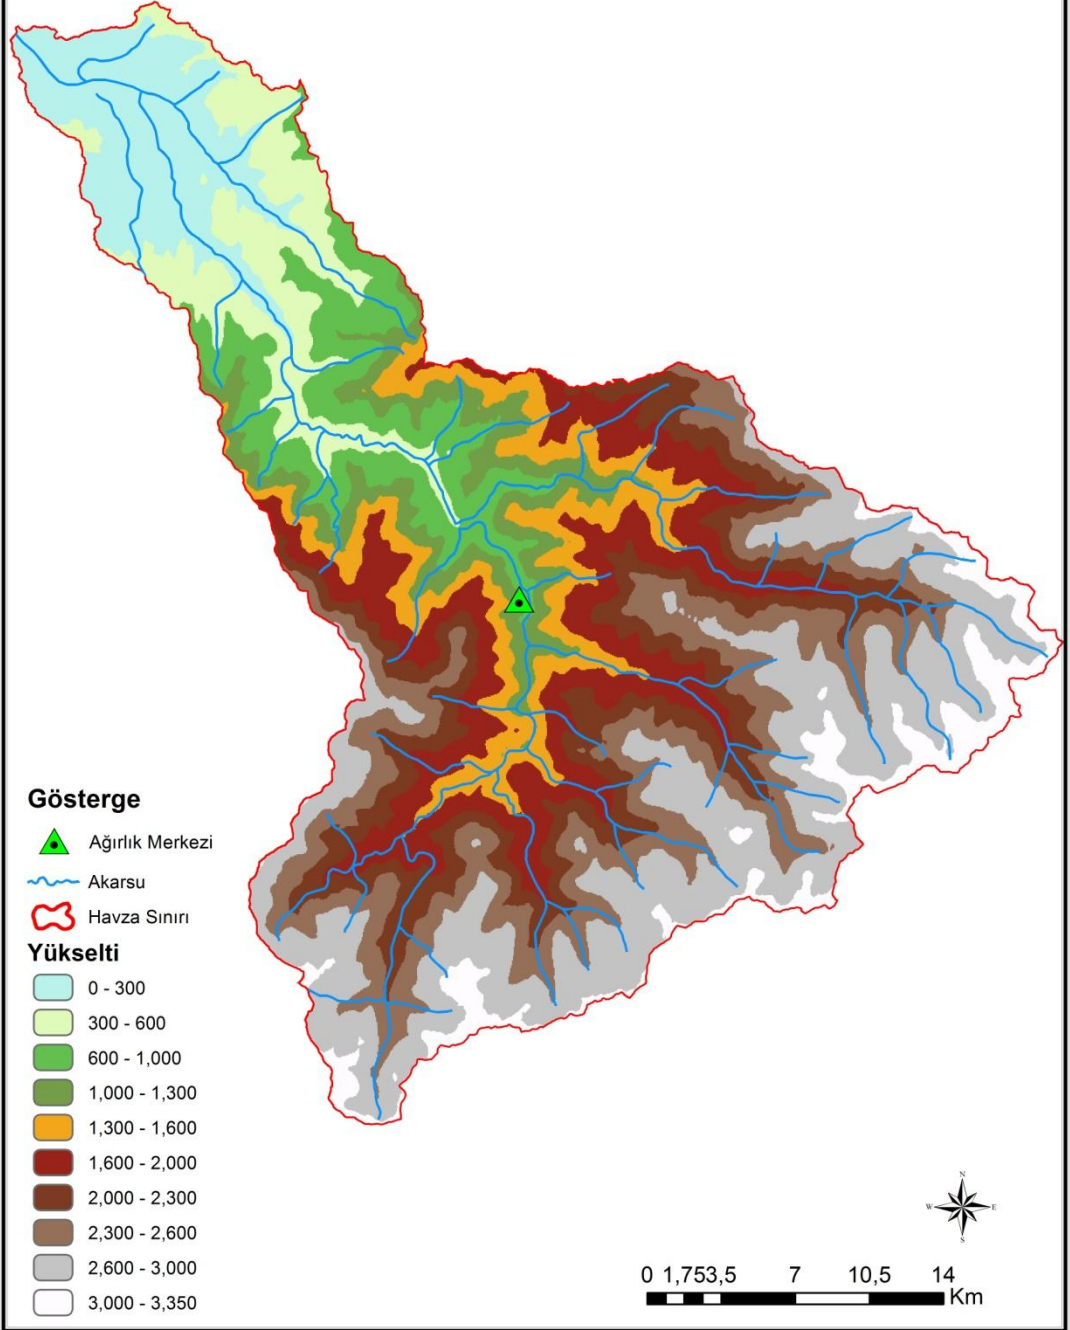 Gösterge
Ağırlık Merkezi
Akarsu
Havza Sınırı
Yükselti
0 - 300
300 - 600
600 - 1,000
1,000 - 1,300
1,300 - 1,600
1,600 - 2,000
2,000 - 2,300
2,300 - 2,600
2,600 - 3,000
3,000 - 3,350
N
W E
S
0 1,753,5 7 10,5 14
Km